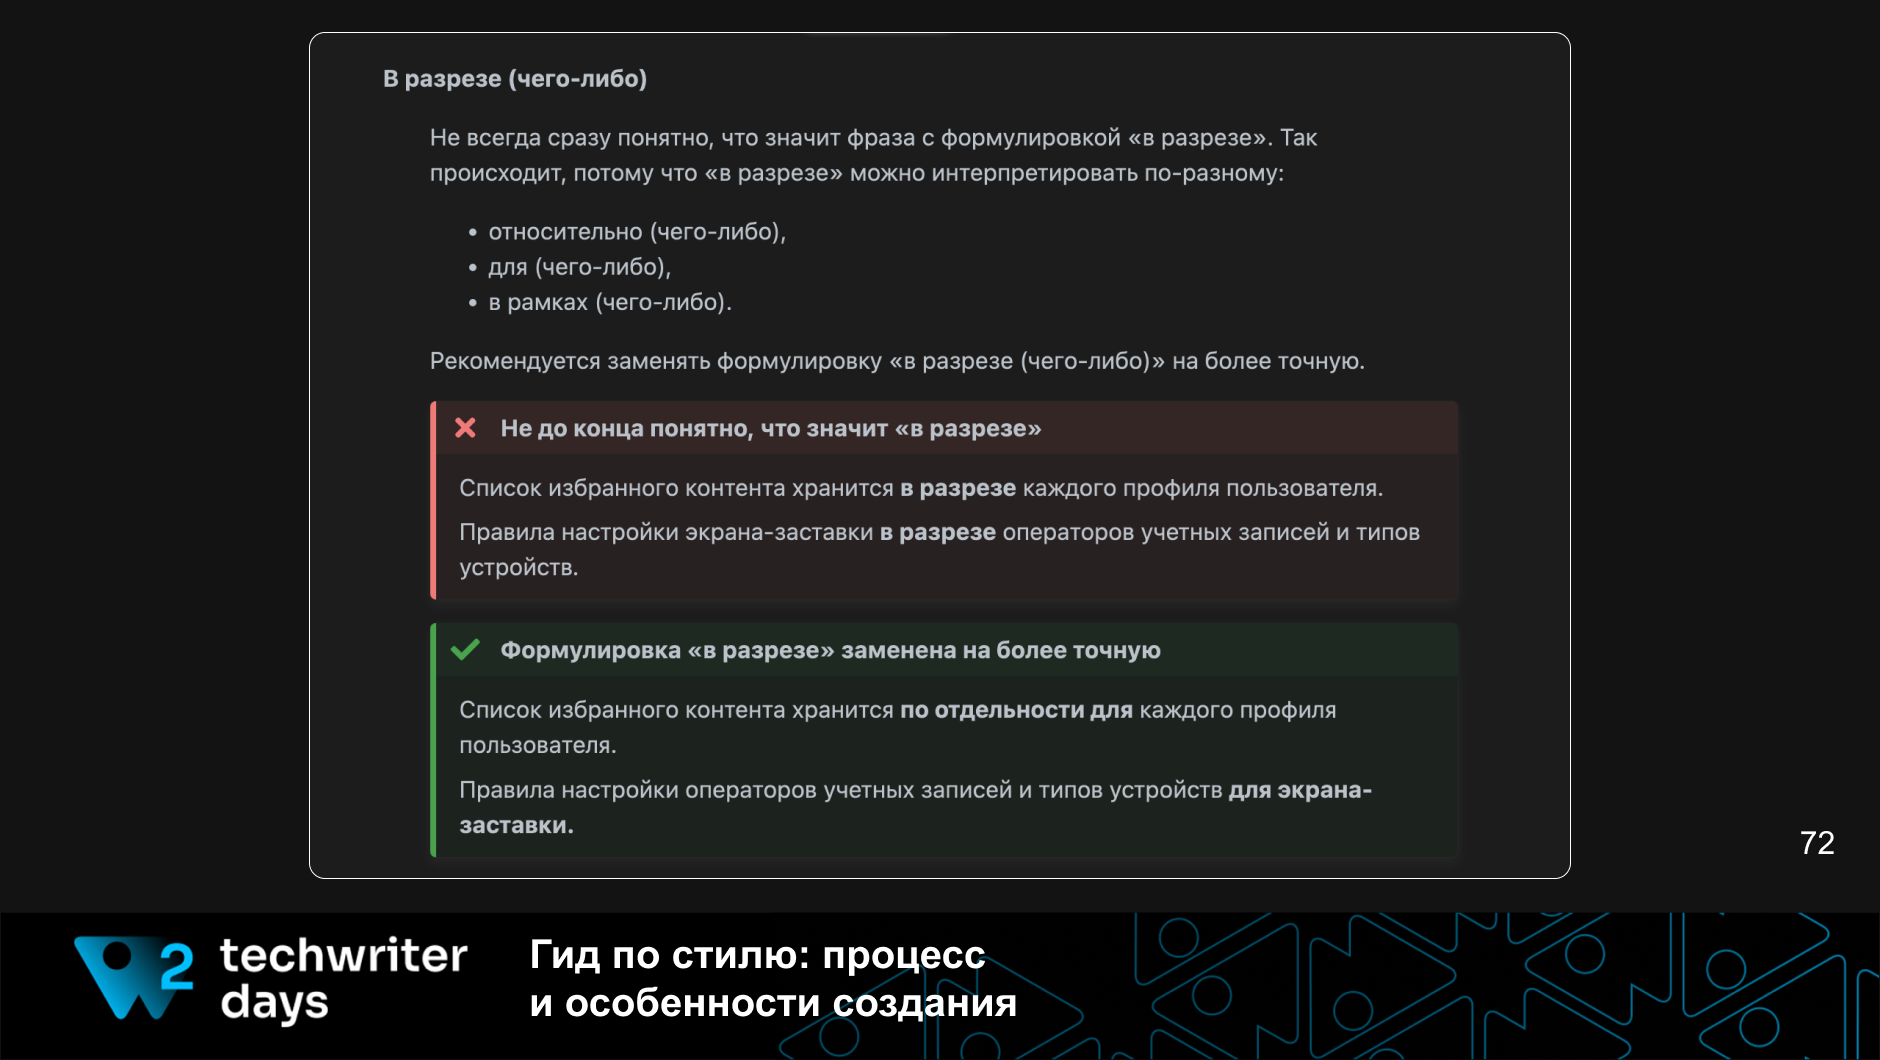 В разрезе (чего-либо)
Не всегда сразу понятно, что значит фраза с формулировкой «в разрезе». Так
происходит, потому что «в разрезе» можно интерпретировать по-разному:
• относительно (чего-либо),
• для (чего-либо),
• в рамках (чего-либо).
Рекомендуется заменять формулировку «в разрезе (чего-либо)» на более точную.
Не до конца понятно, что значит «в разрезе»
Список избранного контента хранится в разрезе каждого профиля пользователя.
Правила настройки экрана-заставки в разрезе операторов учетных записей и типов
устройств.
Формулировка «в разрезе» заменена на более точную
Список избранного контента хранится по отдельности для каждого профиля
пользователя.
Правила настройки операторов учетных записей и типов устройств для экрана-
заставки.
72
2
techwriter
days
Гид по стилю: процесс
и особенности создания